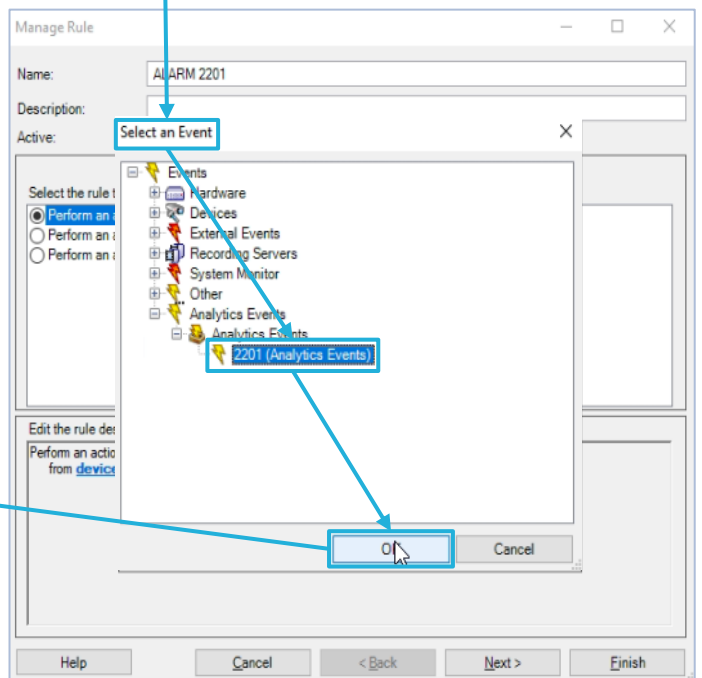 Manage Rule
Name: ALARM 2201
Description:
Active:
Select an Event
Events
Hardware
Devices
External Events
Recording Servers
System Monitor
Other
Analytics Events
Analytics Events
2201 (Analytics Events)
Select the rule
Perform an
Perform an
Perform an
Edit the rule
Perform an
from device
OK Cancel
Help Cancel < Back Next > Finish